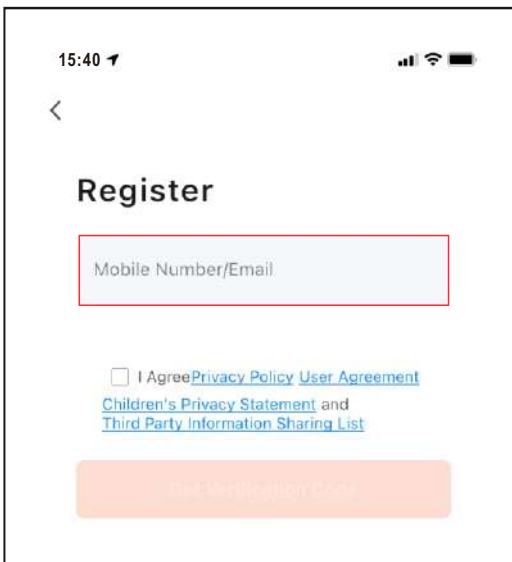 15:40
Register
Mobile Number/Email
I AgreePrivacy Policy User Agreement
Children's Privacy Statement and
Third Party Information Sharing List
Get Verification Code